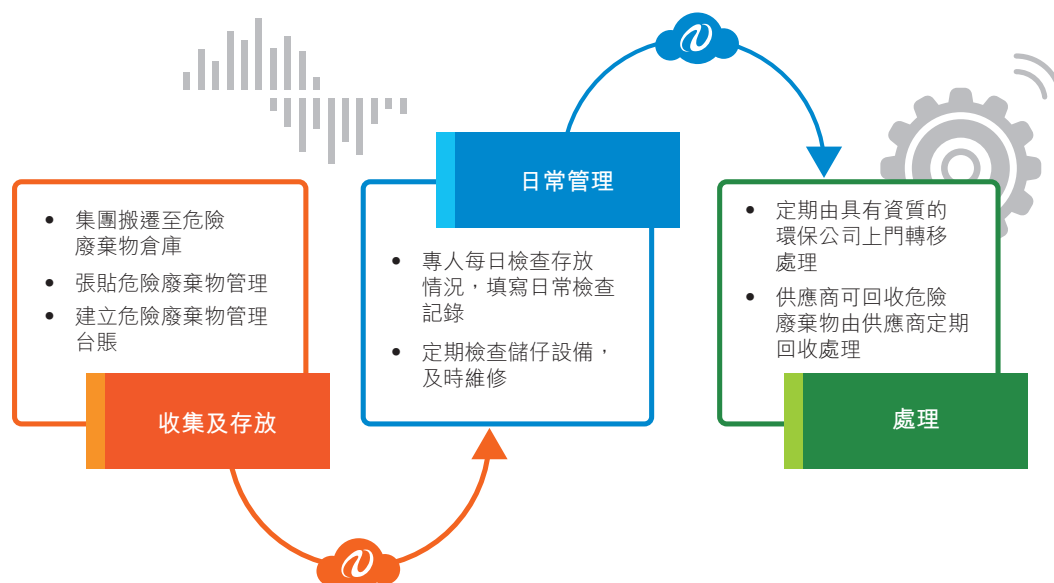 • 集團搬遷至危險
廢棄物倉庫
• 張貼危險廢棄物管理
• 建立危險廢棄物管理
台賬
收集及存放
日常管理
• 專人每日檢查存放
情況，填寫日常檢查
記錄
• 定期檢查儲仔設備，
及時維修
• 定期由具有資質的
環保公司上門轉移
處理
• 供應商可回收危險
廢棄物由供應商定期
回收處理
處理